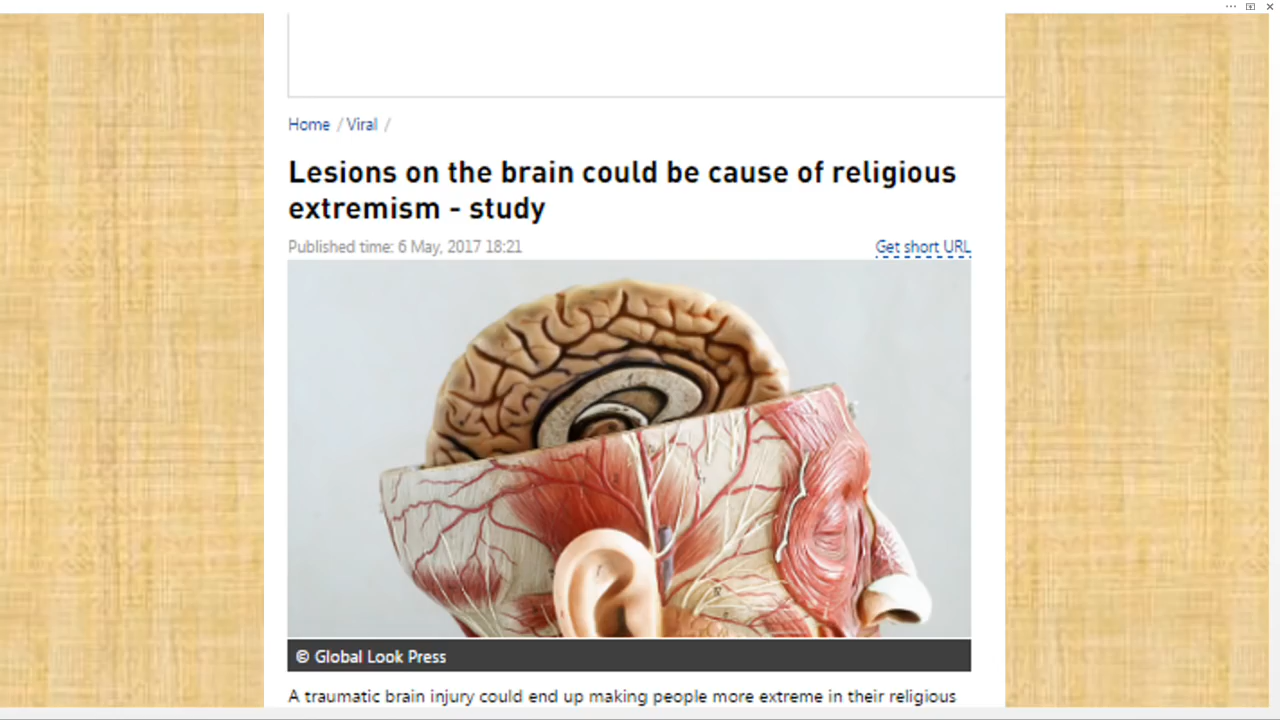 Home / Viral /
Lesions on the brain could be cause of religious
extremism - study
Published time: 6 May, 2017 18:21
Get short URL
© Global Look Press
A traumatic brain injury could end up making people more extreme in their religious